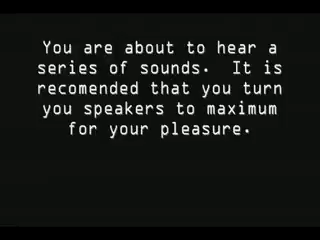 You are about to hear a
series of sounds.  It is
recomended that you turn
you speakers to maximum
for your pleasure.